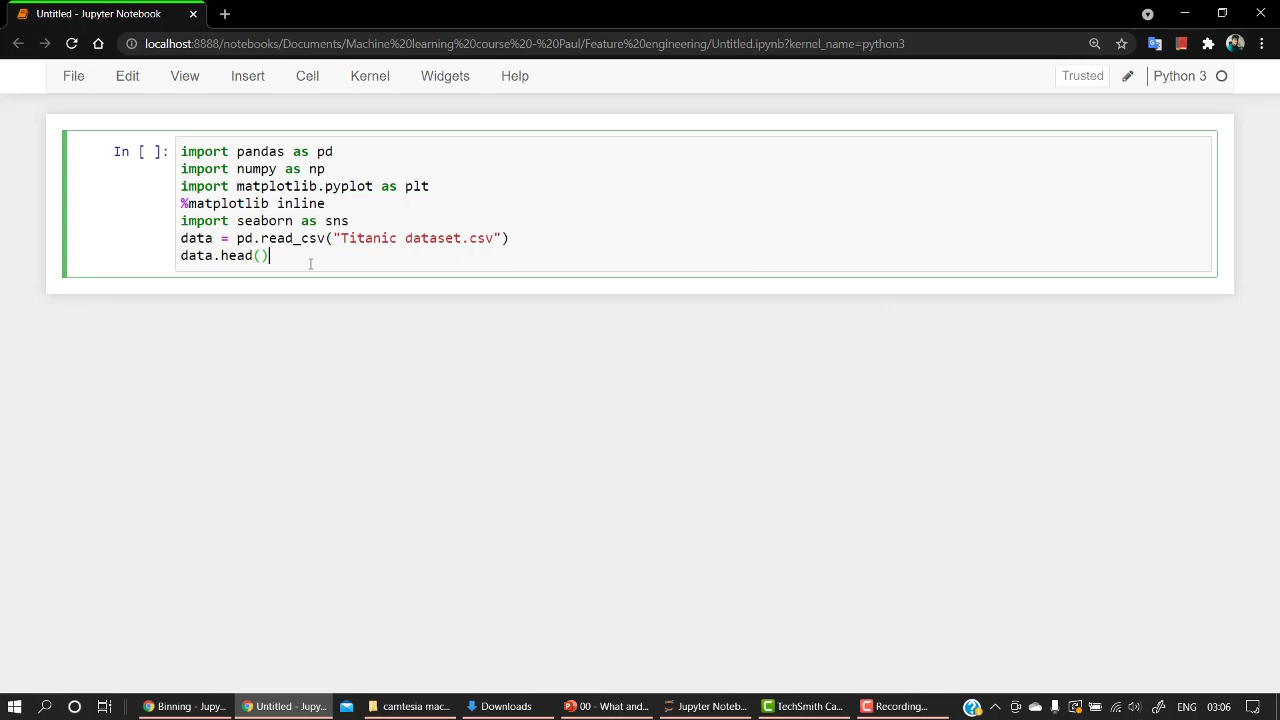 Untitled - Jupyter Notebook
localhost:8888/notebooks/Documents/Machine%20learning%20course%20-%20Paul/Feature%20engineering/Untitled.ipynb?kernel_name=python3
File Edit View Insert Cell Kernel Widgets Help Trusted Python 3
In [ ]: import pandas as pd
import numpy as np
import matplotlib.pyplot as plt
%matplotlib inline
import seaborn as sns
data = pd.read_csv("Titanic dataset.csv")
data.head()
Binning - Jupy... Untitled - Jupy... camtesia mac... Downloads 00 - What and... Jupyter Noteb... TechSmith Ca... Recording... ENG 03:06